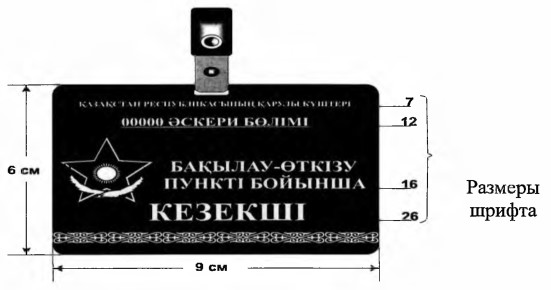 ҚАЗАҚСТАН РЕСПУБЛИКАСЫНЫҢ ҚАРУЛЫ КҮШТЕРІ
7
00000 ӘСКЕРИ БӨЛІМІ
12
6 см
БАҚЫЛАУ-ӨТКІЗУ
ПУНКТІ БОЙЫНША
16
Размеры
шрифта
КЕЗЕКШІ
26
9 см